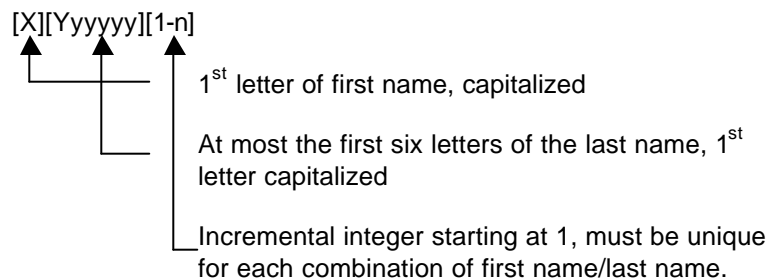 [X][Yyyyyy][1-n]
1st letter of first name, capitalized
At most the first six letters of the last name, 1st
letter capitalized
Incremental integer starting at 1, must be unique
for each combination of first name/last name.